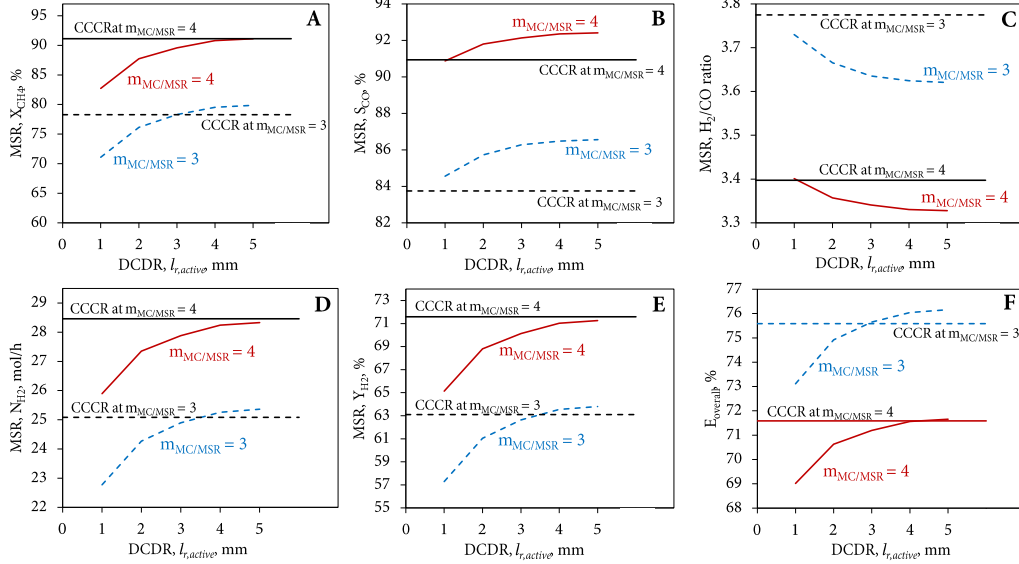 A
CCCRat mMC/MSR = 4
mMC/MSR = 4
CCCR at mMC/MSR = 3
mMC/MSR = 3
MSR, XCH4, %
95
90
85
80
75
70
65
60
0 1 2 3 4 5
DCDR, lr,active, mm
B
mMC/MSR = 4
CCCR at mMC/MSR = 4
mMC/MSR = 3
CCCR at mMC/MSR = 3
MSR, SCO, %
94
92
90
88
86
84
82
0 1 2 3 4 5
DCDR, lr,active, mm
C
CCCR at mMC/MSR = 3
mMC/MSR = 3
CCCR at mMC/MSR = 4
mMC/MSR = 4
MSR, H2/CO ratio
3.8
3.7
3.6
3.5
3.4
3.3
0 1 2 3 4 5
DCDR, lr,active, mm
D
CCCR at mMC/MSR = 4
mMC/MSR = 4
CCCR at mMC/MSR = 3
mMC/MSR = 3
MSR, NH2, mol/h
29
28
27
26
25
24
23
22
0 1 2 3 4 5
DCDR, lr,active, mm
E
CCCR at mMC/MSR = 4
mMC/MSR = 4
CCCR at mMC/MSR = 3
mMC/MSR = 3
MSR, YH2, %
73
71
69
67
65
63
61
59
57
55
0 1 2 3 4 5
DCDR, lr,active, mm
F
mMC/MSR = 3
CCCR at mMC/MSR = 3
CCCR at mMC/MSR = 4
mMC/MSR = 4
Eoverall, %
77
76
75
74
73
72
71
70
69
68
0 1 2 3 4 5
DCDR, lr,active, mm